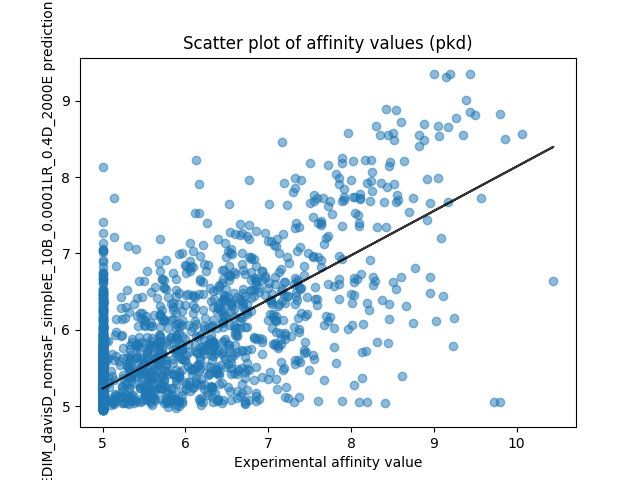 Scatter plot of affinity values (pkd)
EDIM_davisD_nomsaF_simpleE_10B_0.0001LR_0.4D_2000E prediction
9
8
7
6
5
5 6 7 8 9 10
Experimental affinity value